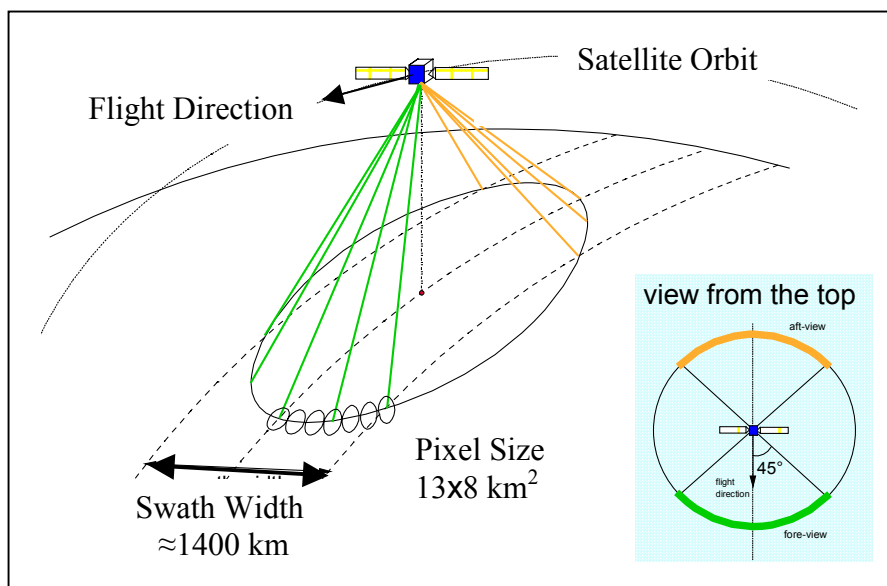 Satellite Orbit
Flight Direction
view from the top
aft-view
45°
flight
direction
fore-view
Pixel Size
13x8 km²
Swath Width
≈1400 km